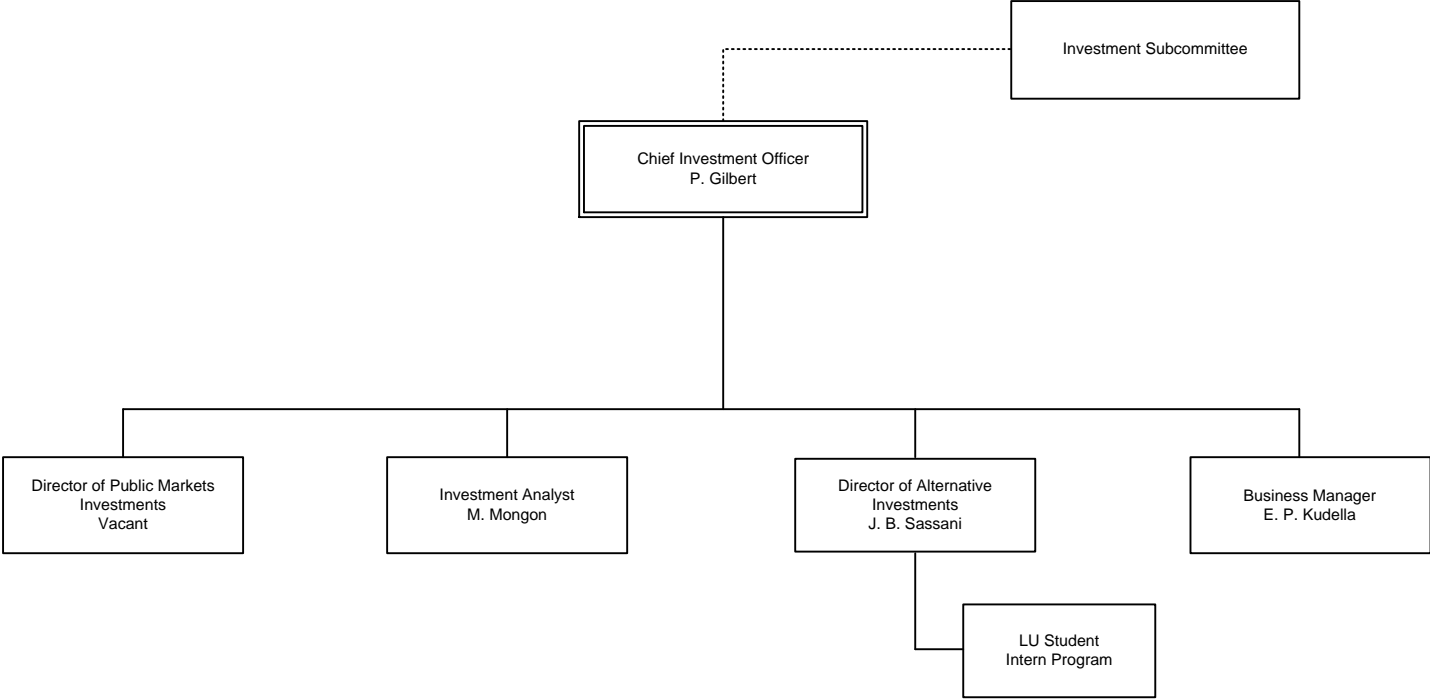 Investment Subcommittee
Chief Investment Officer
P. Gilbert
Director of Public Markets
Investments
Vacant
Investment Analyst
M. Mongon
Director of Alternative
Investments
J. B. Sassani
Business Manager
E. P. Kudella
LU Student
Intern Program